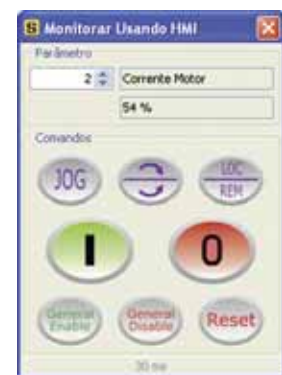 Monitorar Usando HMI
Parâmetro
2 Corrente Motor
54 %
Comandos
JOG
LOC
REM
I
0
General
Enable
General
Disable
Reset
30 ms